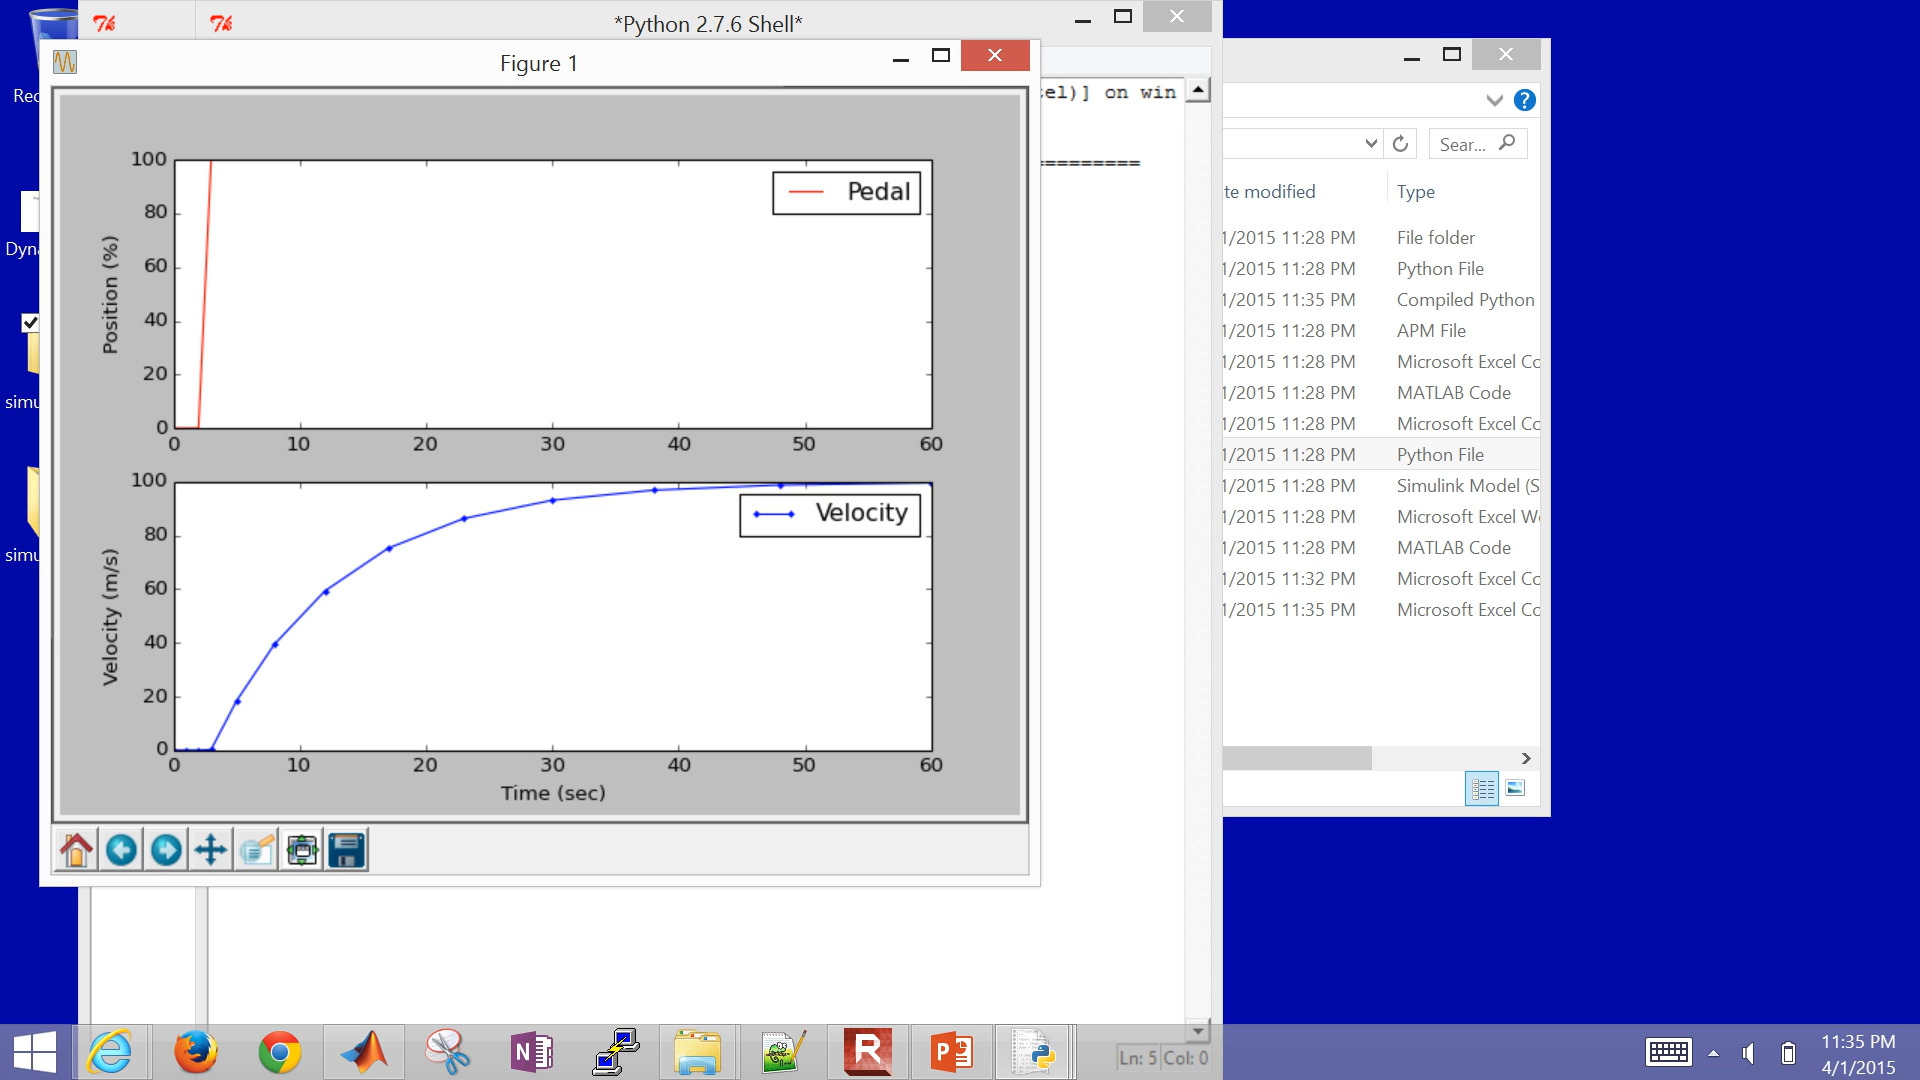 *Python 2.7.6 Shell*
Figure 1
el)] on win
=========
100
80
60
40
20
0
Position (%)
Pedal
0 10 20 30 40 50 60
100
80
60
40
20
0
Velocity (m/s)
Velocity
0 10 20 30 40 50 60
Time (sec)
Sear...
te modified Type
1/2015 11:28 PM File folder
1/2015 11:28 PM Python File
1/2015 11:35 PM Compiled Python
1/2015 11:28 PM APM File
1/2015 11:28 PM Microsoft Excel Co
1/2015 11:28 PM MATLAB Code
1/2015 11:28 PM Microsoft Excel Co
1/2015 11:28 PM Python File
1/2015 11:28 PM Simulink Model (S
1/2015 11:28 PM Microsoft Excel W
1/2015 11:28 PM MATLAB Code
1/2015 11:32 PM Microsoft Excel Co
1/2015 11:35 PM Microsoft Excel Co
Rec
Dyna
simu
simu
Ln: 5 Col: 0
11:35 PM
4/1/2015